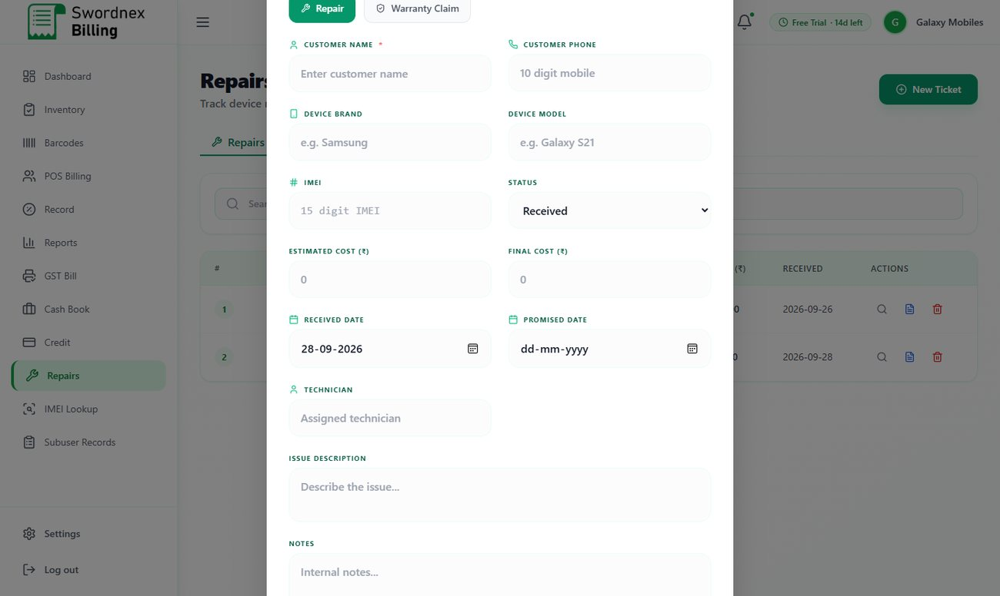 Swordnex
Billing
Dashboard
Inventory
Barcodes
POS Billing
Record
Reports
GST Bill
Cash Book
Credit
Repairs
IMEI Lookup
Subuser Records
Settings
Log out
Free Trial · 14d left
G
Galaxy Mobiles
Repairs
Track device
New Ticket
Repairs
Sear
#
(₹)
RECEIVED
ACTIONS
1
0
2026-09-26
2
0
2026-09-28
Repair
Warranty Claim
CUSTOMER NAME *
Enter customer name
CUSTOMER PHONE
10 digit mobile
DEVICE BRAND
e.g. Samsung
DEVICE MODEL
e.g. Galaxy S21
IMEI
15 digit IMEI
STATUS
Received
ESTIMATED COST (₹)
0
FINAL COST (₹)
0
RECEIVED DATE
28-09-2026
PROMISED DATE
dd-mm-yyyy
TECHNICIAN
Assigned technician
ISSUE DESCRIPTION
Describe the issue...
NOTES
Internal notes...